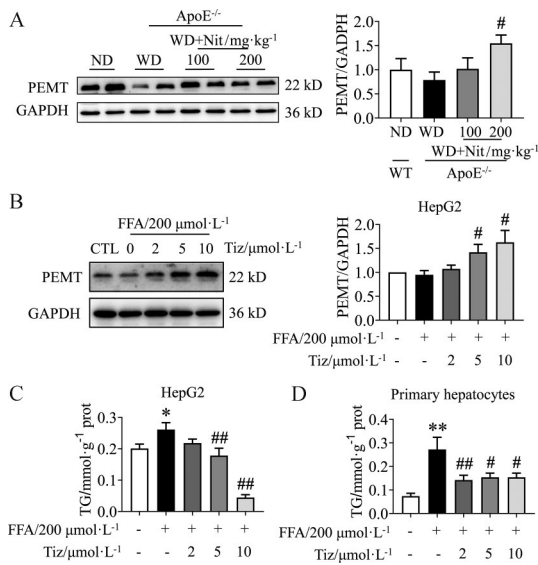 A
ApoE-/-
WD+Nit/mg·kg-1
ND WD 100 200
PEMT 22 kD
GAPDH 36 kD
PEMT/GADPH
2.0
1.5
1.0
0.5
0.0
#
ND WD 100 200
WD+Nit/mg·kg-1
WT ApoE-/-
B
FFA/200 μmol·L-1
CTL 0 2 5 10 Tiz/μmol·L-1
PEMT 22 kD
GAPDH 36 kD
HepG2
PEMT/GAPDH
2.0
1.5
1.0
0.5
0.0
# #
FFA/200 μmol·L-1 - + + + +
Tiz/μmol·L-1 - - 2 5 10
C
HepG2
TG/mmol·g-1 prot
0.3
0.2
0.1
0.0
* ## ##
FFA/200 μmol·L-1 - + + + +
Tiz/μmol·L-1 - - 2 5 10
D
Primary hepatocytes
TG/mmol·g-1 prot
0.4
0.3
0.2
0.1
0.0
** ## # #
FFA/200 μmol·L-1 - + + + +
Tiz/μmol·L-1 - - 2 5 10